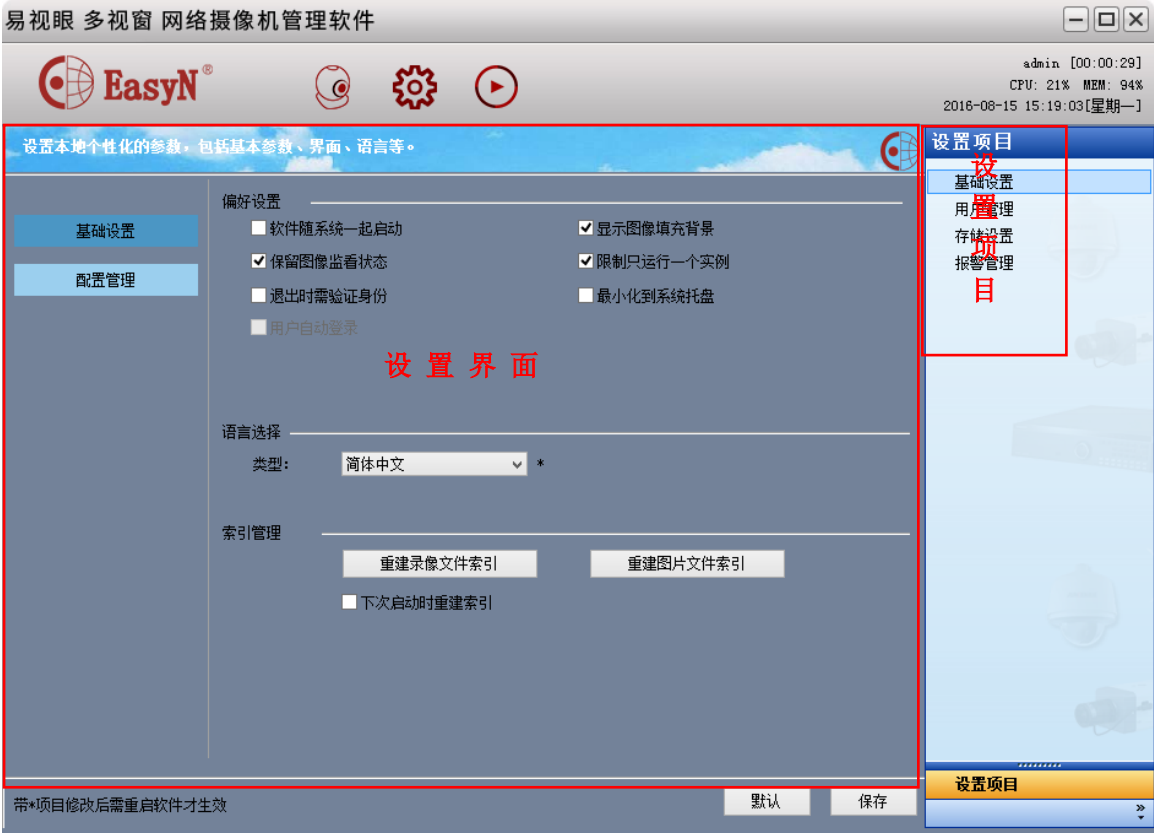 易视眼 多视窗 网络摄像机管理软件
EasyN®
admin [00:00:29]
CPU: 21% MEM: 94%
2016-08-15 15:19:03[星期一]
设置本地个性化的参数，包括基本参数、界面、语言等。
基础设置
配置管理
偏好设置
软件随系统一起启动
显示图像填充背景
保留图像监看状态
限制只运行一个实例
退出时需验证身份
最小化到系统托盘
用户自动登录
设置界面
语言选择
类型:
简体中文
*
索引管理
重建录像文件索引
重建图片文件索引
下次启动时重建索引
带*项目修改后需重启软件才生效
默认
保存
设置项目
基础设置
用户管理
存储设置
报警管理
设置项目
设置项目